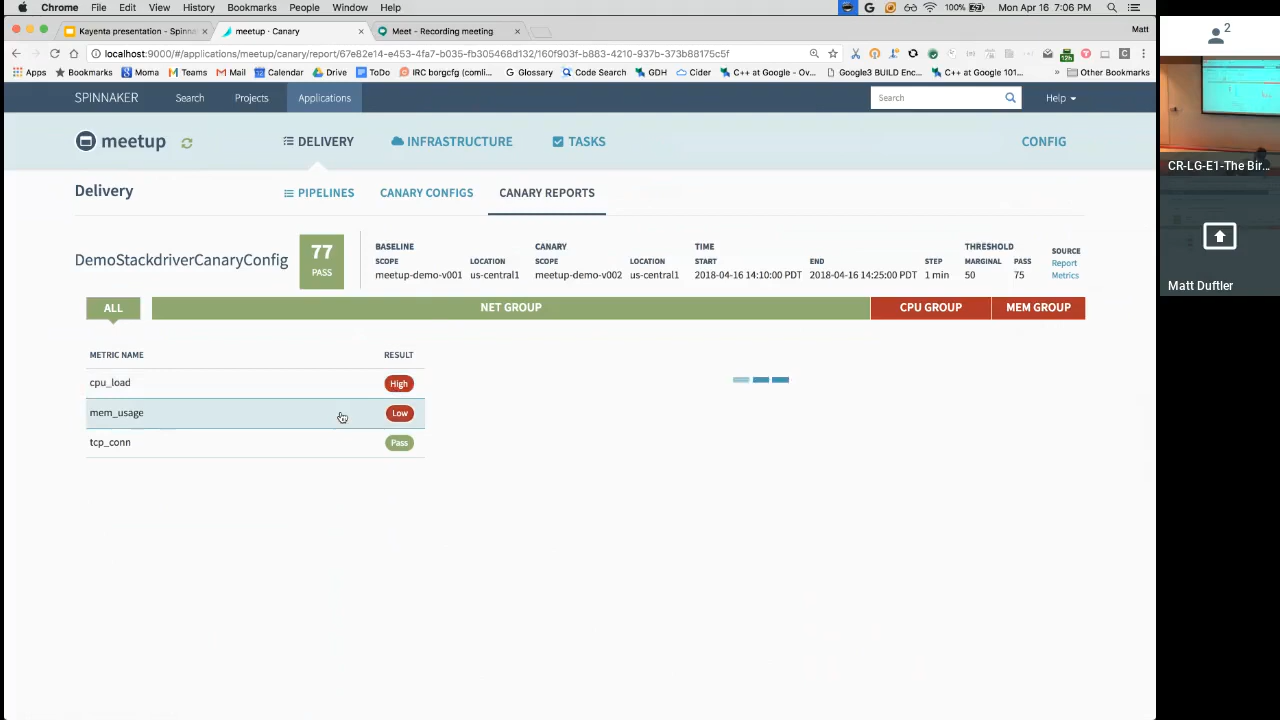 Chrome File Edit View History Bookmarks People Window Help 100% Mon Apr 16 7:06 PM
Kayenta presentation - Spinn
meetup · Canary
Meet - Recording meeting
Matt
localhost:9000/#/applications/meetup/canary/report/67e82e14-e453-4fa7-b035-fb305468d132/160f903f-b883-4210-937b-373b88175c5f
12h
Apps Bookmarks Moma Teams Mail Calendar Drive ToDo IRC borgcfg (comli... Glossary Code Search GDH Cider C++ at Google - Ov... Google3 BUILD Enc... C++ at Google 101... » Other Bookmarks
SPINNAKER Search Projects Applications Search Help
meetup DELIVERY INFRASTRUCTURE TASKS CONFIG
Delivery PIPELINES CANARY CONFIGS CANARY REPORTS
DemoStackdriverCanaryConfig
77
PASS
BASELINE CANARY TIME THRESHOLD SOURCE
SCOPE LOCATION SCOPE LOCATION START END STEP MARGINAL PASS Report
meetup-demo-v001 us-central1 meetup-demo-v002 us-central1 2018-04-16 14:10:00 PDT 2018-04-16 14:25:00 PDT 1 min 50 75 Metrics
ALL NET GROUP CPU GROUP MEM GROUP
METRIC NAME RESULT
cpu_load High
mem_usage Low
tcp_conn Pass
2
CR-LG-E1-The Bir...
Matt Duftler